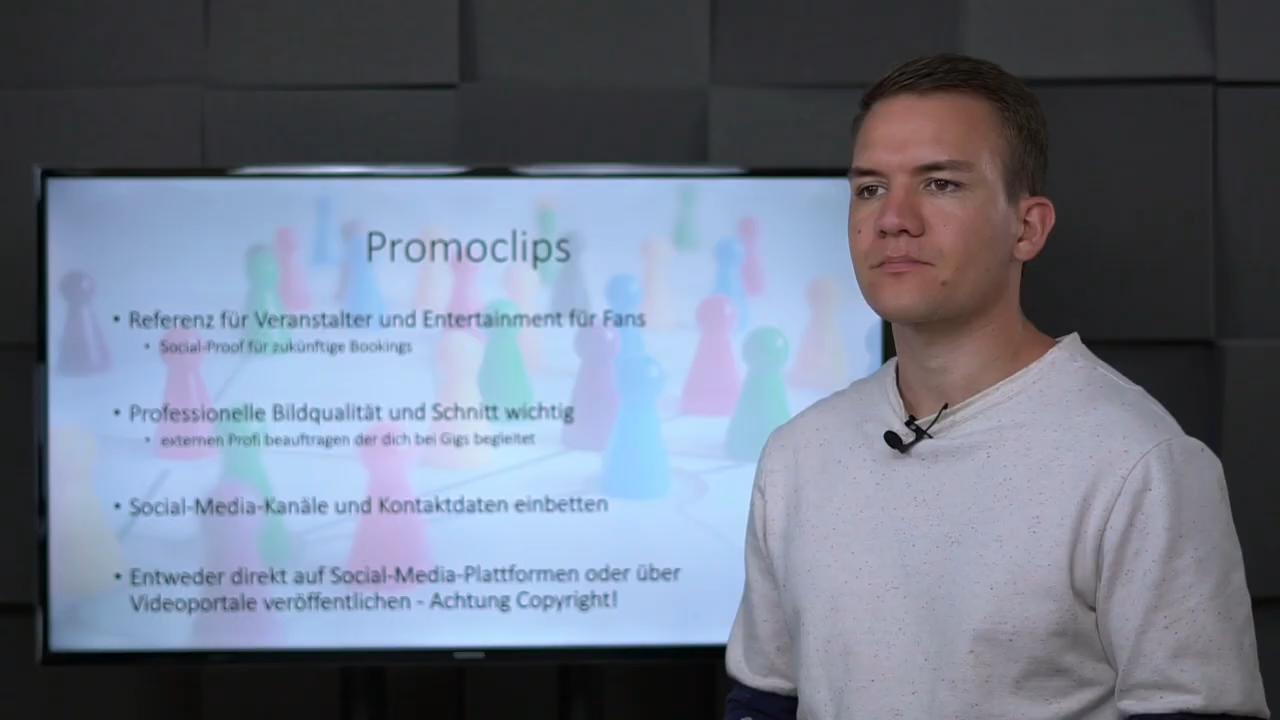 Promoclips
• Referenz für Veranstalter und Entertainment für Fans
• Social-Proof für zukünftige Bookings
• Professionelle Bildqualität und Schnitt wichtig
• externen Profi beauftragen der dich bei Gigs begleitet
• Social-Media-Kanäle und Kontaktdaten einbetten
• Entweder direkt auf Social-Media-Plattformen oder über
Videoportale veröffentlichen - Achtung Copyright!